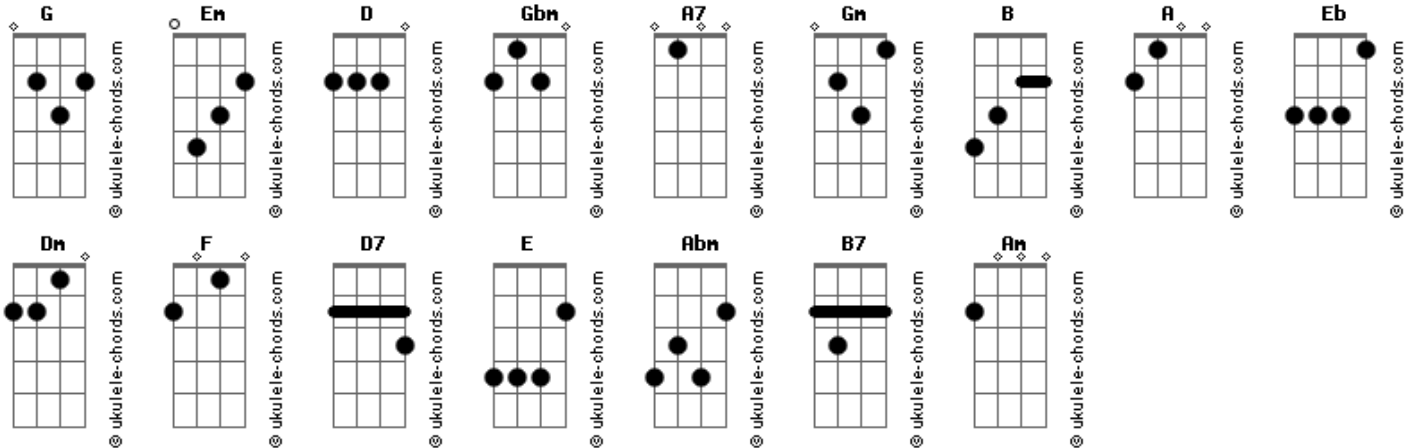 G Em D Gbm A7 Gm B A Eb
© ukulele-chords.com © ukulele-chords.com © ukulele-chords.com © ukulele-chords.com © ukulele-chords.com © ukulele-chords.com © ukulele-chords.com © ukulele-chords.com © ukulele-chords.com
Dm F D7 E Abm B7 Am
© ukulele-chords.com © ukulele-chords.com © ukulele-chords.com © ukulele-chords.com © ukulele-chords.com © ukulele-chords.com © ukulele-chords.com